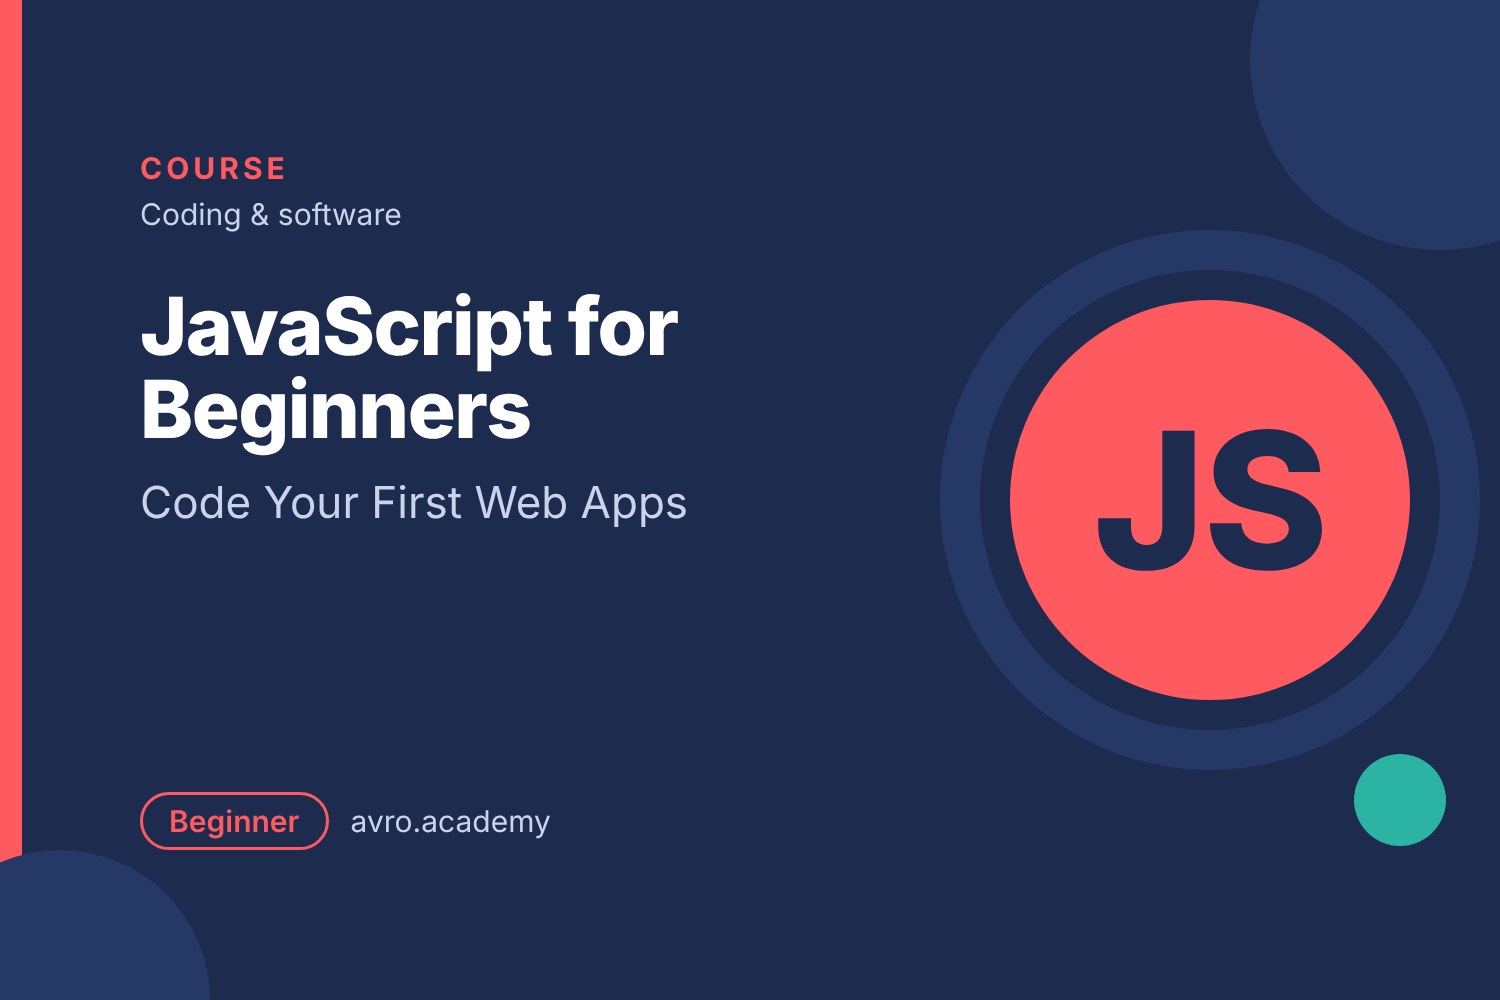 COURSE
Coding & software
JavaScript for
Beginners
Code Your First Web Apps
JS
Beginner
avro.academy